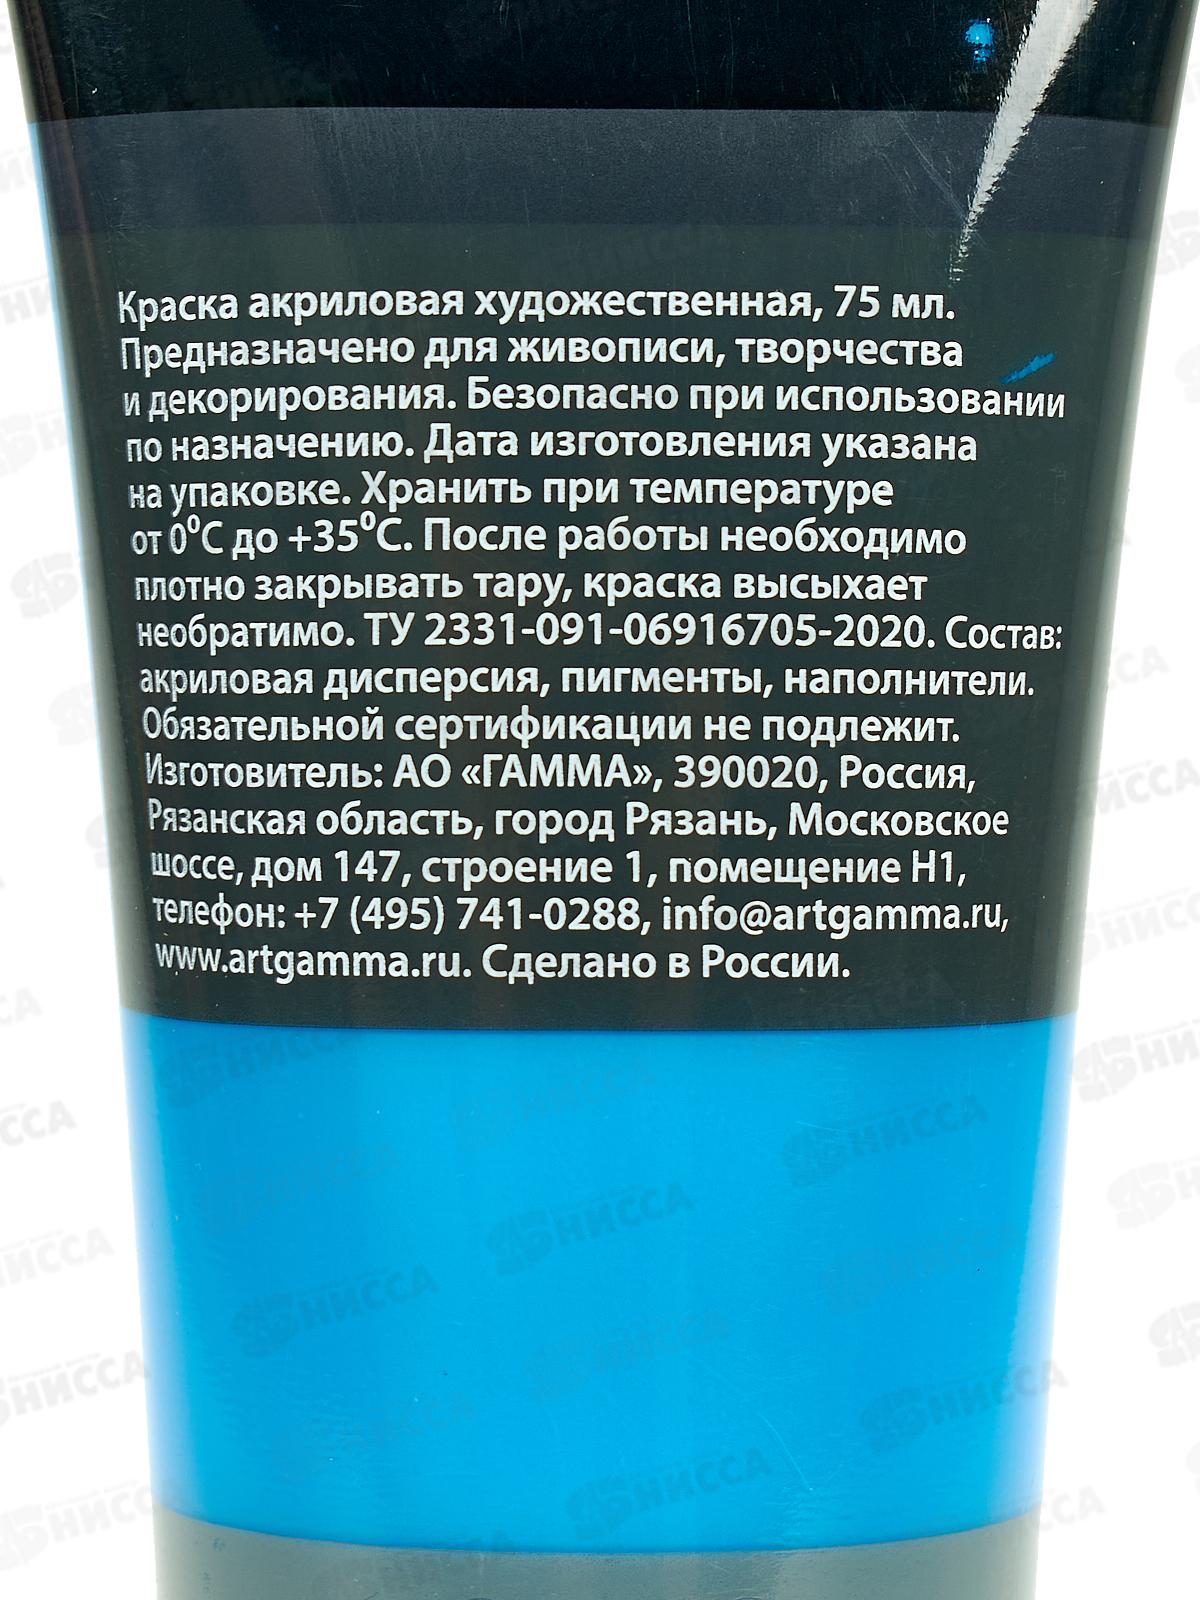 Краска акриловая художественная, 75 мл.
Предназначено для живописи, творчества
и декорирования. Безопасно при использовании
по назначению. Дата изготовления указана
на упаковке. Хранить при температуре
от 0⁰С до +35⁰С. После работы необходимо
плотно закрывать тару, краска высыхает
необратимо. ТУ 2331-091-06916705-2020. Состав:
акриловая дисперсия, пигменты, наполнители.
Обязательной сертификации не подлежит.
Изготовитель: АО «ГАММА», 390020, Россия,
Рязанская область, город Рязань, Московское
шоссе, дом 147, строение 1, помещение Н1,
телефон: +7 (495) 741-0288, info@artgamma.ru,
www.artgamma.ru. Сделано в России.
НИССА